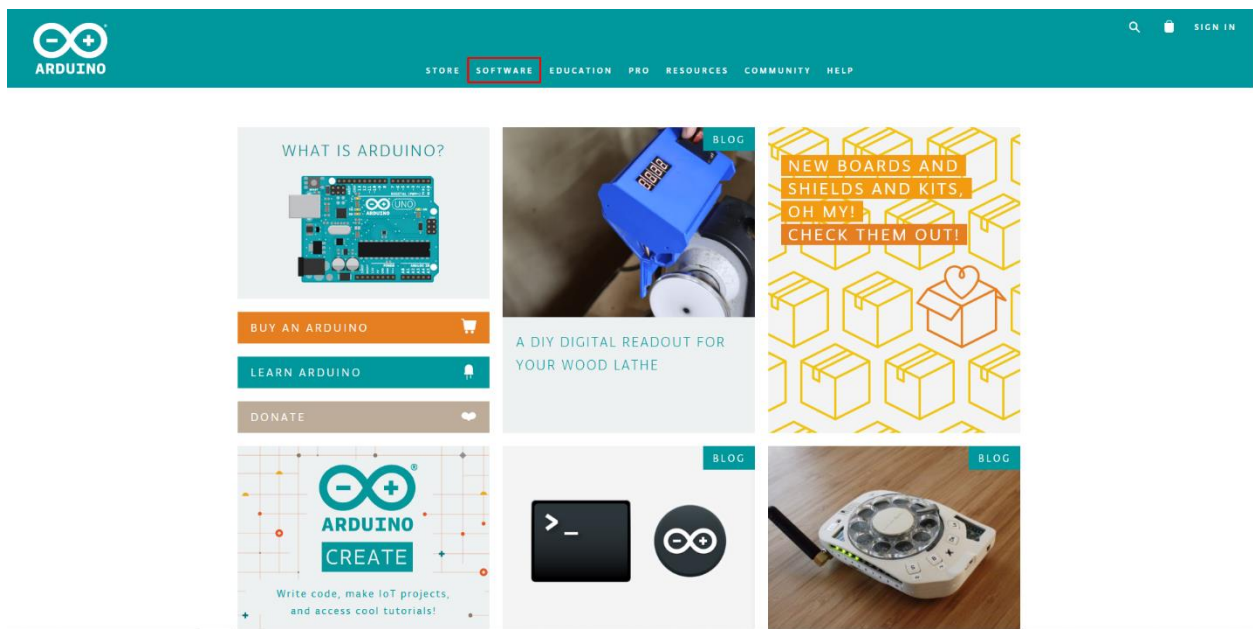 SIGN IN
ARDUINO
STORE SOFTWARE EDUCATION PRO RESOURCES COMMUNITY HELP
WHAT IS ARDUINO?
ARDUINO
UNO
BUY AN ARDUINO
LEARN ARDUINO
DONATE
BLOG
A DIY DIGITAL READOUT FOR
YOUR WOOD LATHE
NEW BOARDS AND
SHIELDS AND KITS,
OH MY!
CHECK THEM OUT!
ARDUINO
CREATE
Write code, make IoT projects,
and access cool tutorials!
BLOG
>_
BLOG